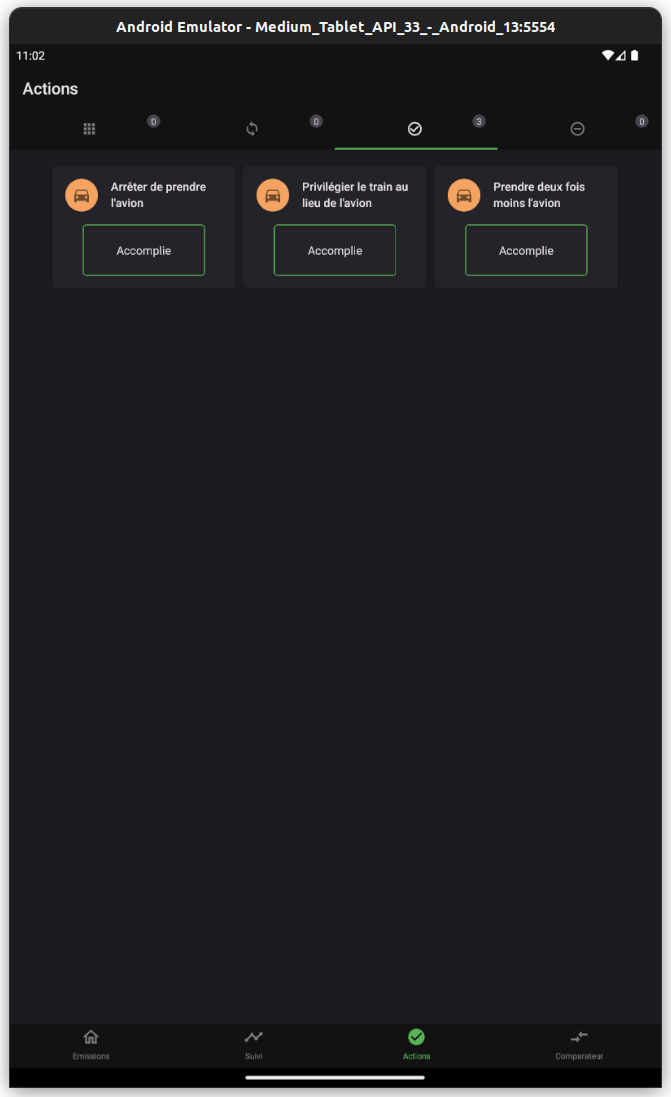 Android Emulator - Medium_Tablet_API_33_-_Android_13:5554
11:02
Actions
0
0
3
0
Arrêter de prendre
l'avion
Accomplie
Privilégier le train au
lieu de l'avion
Accomplie
Prendre deux fois
moins l'avion
Accomplie
Emissions
Suivi
Actions
Comparateur